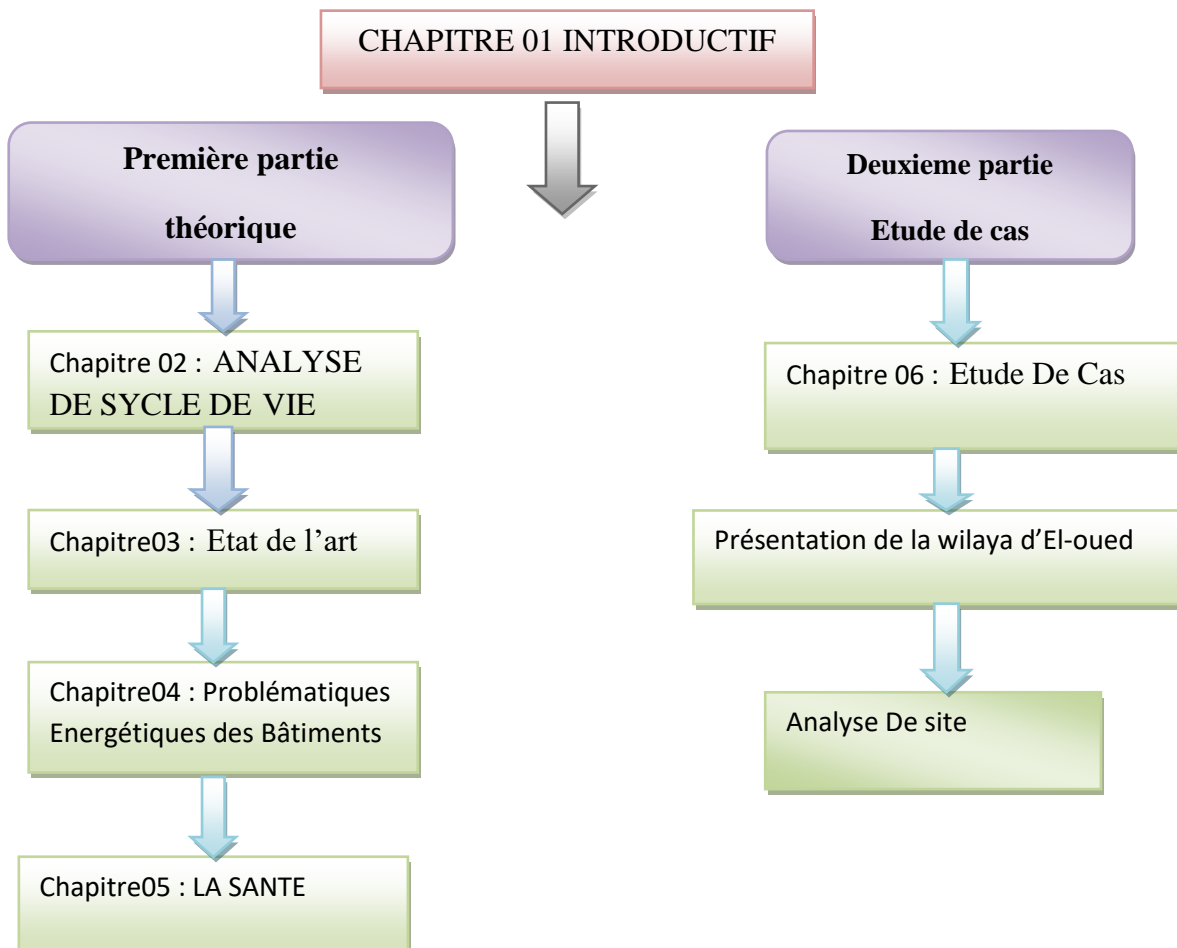 CHAPITRE 01 INTRODUCTIF
Première partie
théorique
Chapitre 02 : ANALYSE
DE SYCLE DE VIE
Chapitre03 : Etat de l’art
Chapitre04 : Problématiques
Energétiques des Bâtiments
Chapitre05 : LA SANTE
Deuxieme partie
Etude de cas
Chapitre 06 : Etude De Cas
Présentation de la wilaya d’El-oued
Analyse De site